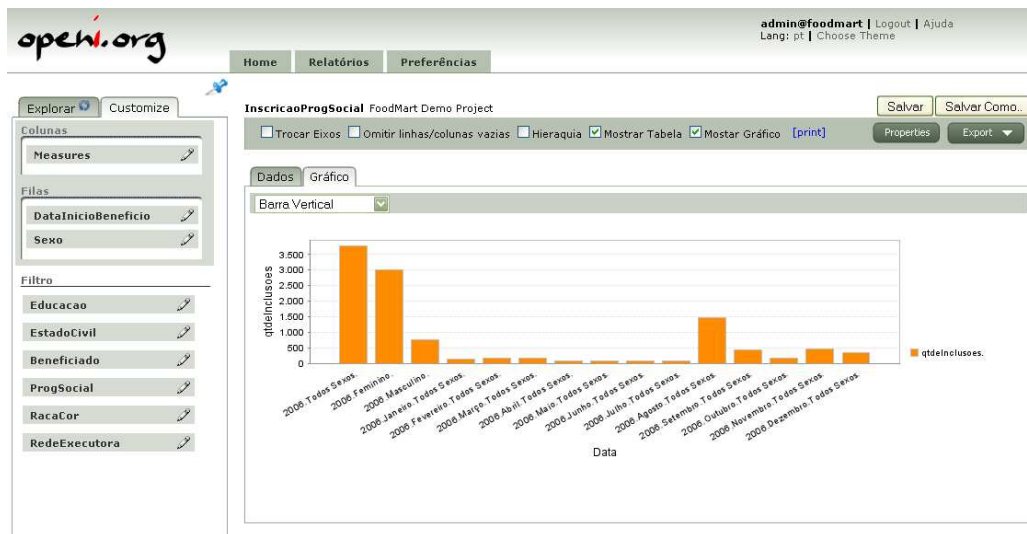 openi.org
admin@foodmart | Logout | Ajuda
Lang: pt | Choose Theme
Home Relatórios Preferências
Explorar Customize
Colunas
Measures
Filas
DataInicioBeneficio
Sexo
Filtro
Educacao
EstadoCivil
Beneficiado
ProgSocial
RacaCor
RedeExecutora
InscricaoProgSocial FoodMart Demo Project
Salvar Salvar Como..
Trocar Eixos Omitir linhas/colunas vazias Hieraquia Mostrar Tabela Mostar Gráfico [print]
Properties Export
Dados Gráfico
Barra Vertical
qtdeInclusoes
3.500
3.000
2.500
2.000
1.500
1.000
500
0
2006.Todos Sexos.
2006.Feminino.
2006.Masculino.
2006.Janeiro.Todos Sexos.
2006.Fevereiro.Todos Sexos.
2006.Março.Todos Sexos.
2006.Abril.Todos Sexos.
2006.Maio.Todos Sexos.
2006.Junho.Todos Sexos.
2006.Julho.Todos Sexos.
2006.Agosto.Todos Sexos.
2006.Setembro.Todos Sexos.
2006.Outubro.Todos Sexos.
2006.Novembro.Todos Sexos.
2006.Dezembro.Todos Sexos.
Data
qtdeInclusoes.